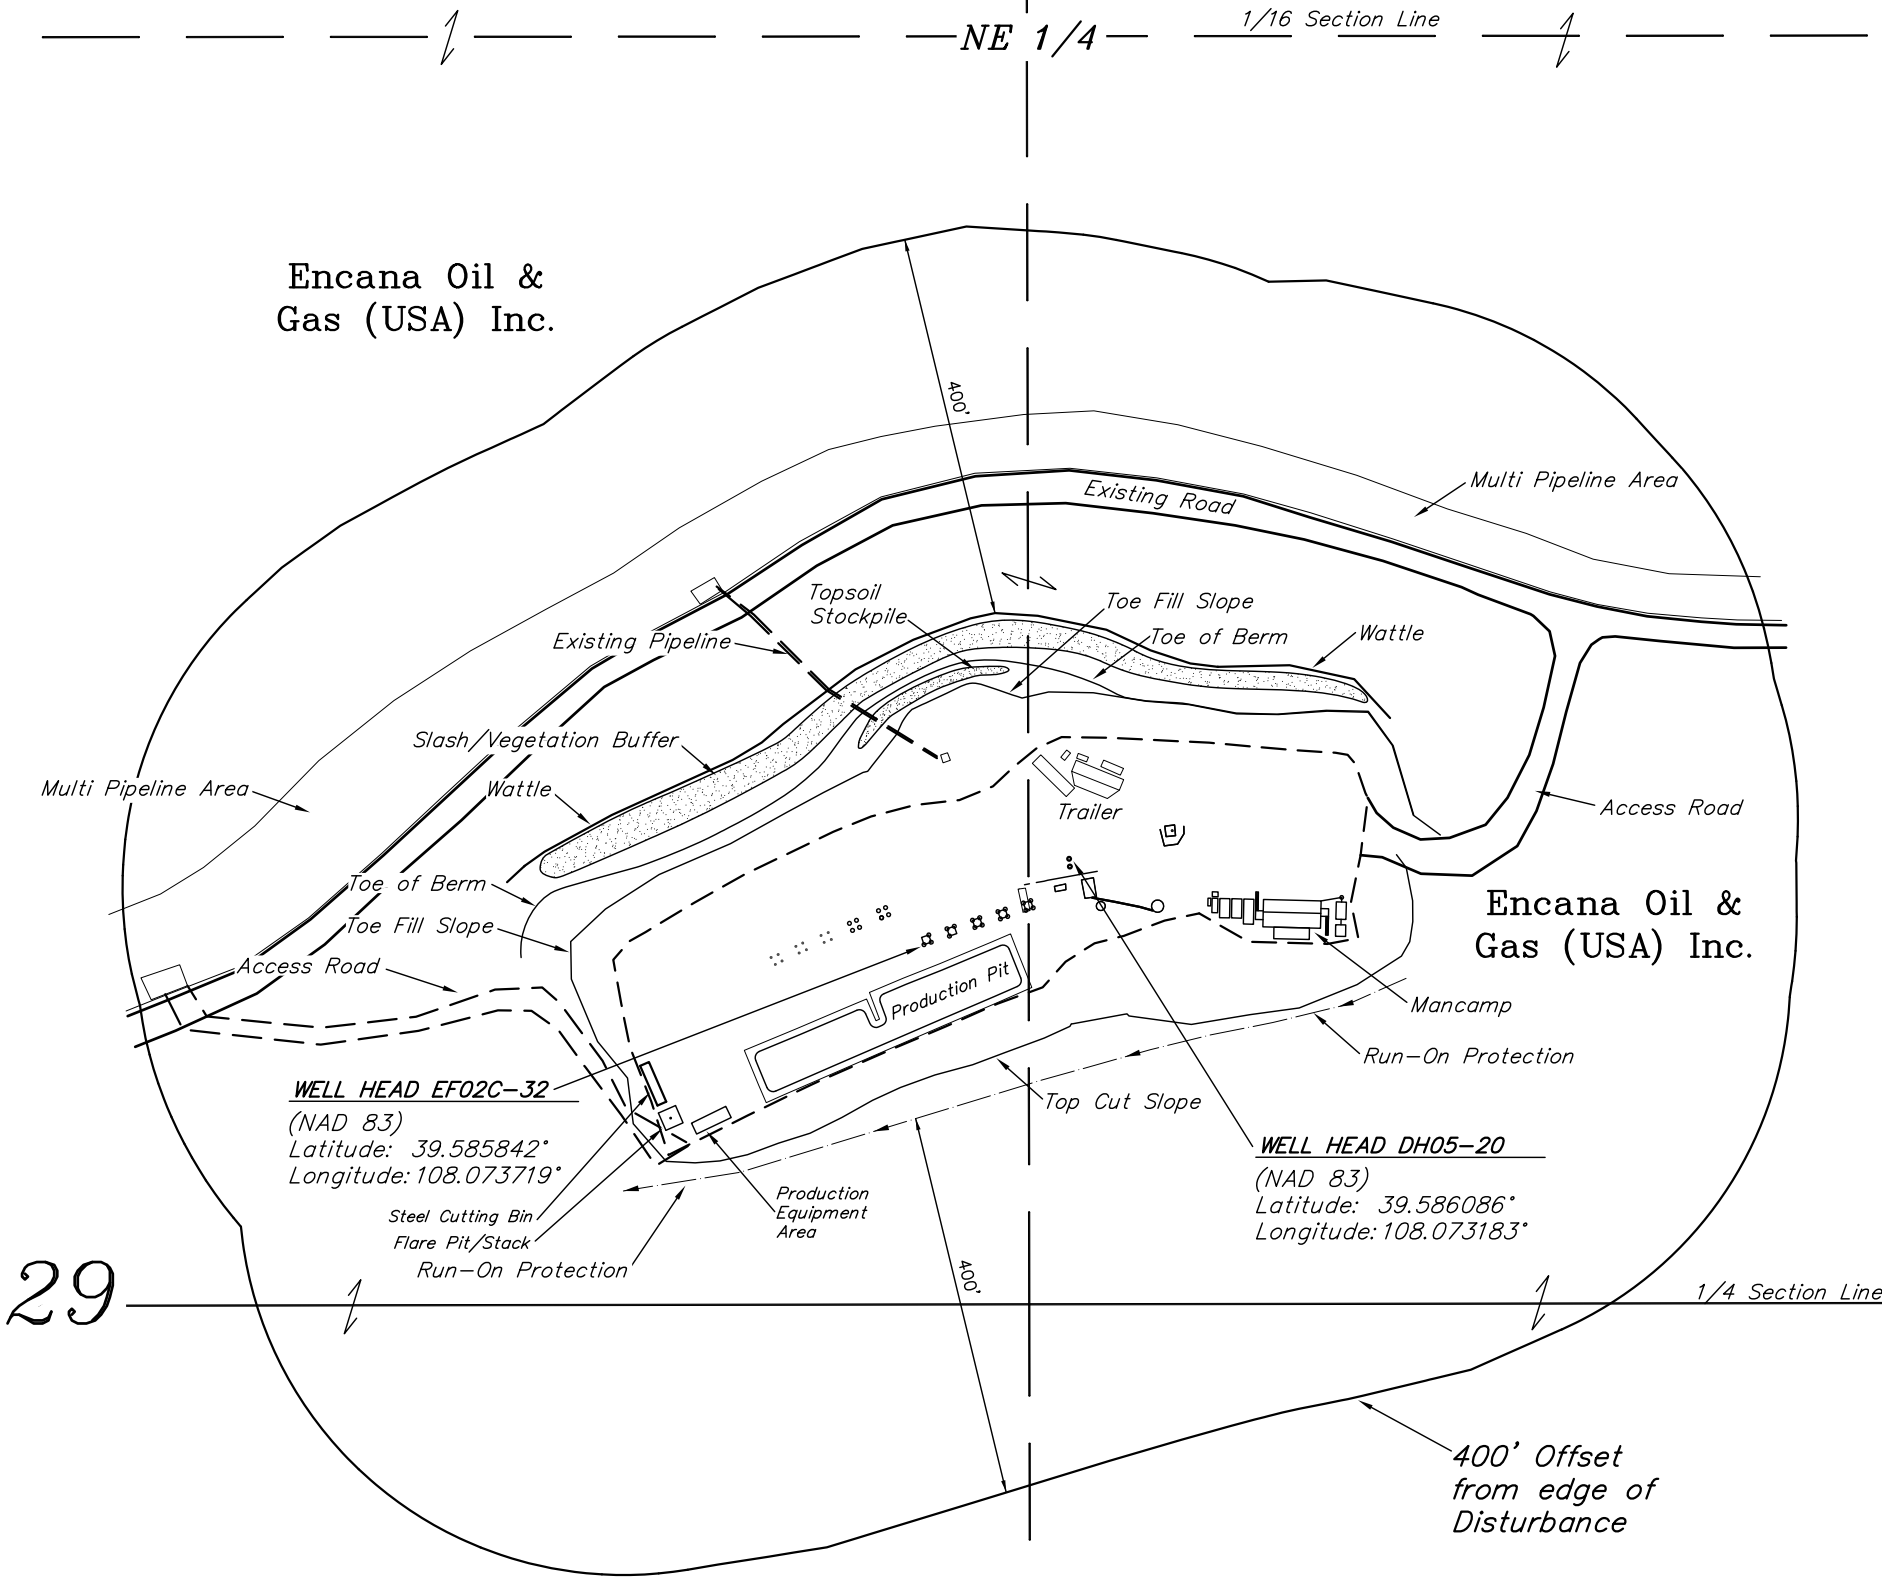 1/16 Section Line
NE 1/4
Encana Oil &
Gas (USA) Inc.
400'
Multi Pipeline Area
Existing Road
Topsoil
Stockpile
Toe Fill Slope
Existing Pipeline
Toe of Berm
Wattle
Slash/Vegetation Buffer
Multi Pipeline Area
Wattle
Access Road
Trailer
Toe of Berm
Encana Oil &
Gas (USA) Inc.
Toe Fill Slope
Access Road
Production Pit
Mancamp
Run-On Protection
WELL HEAD EF02C-32
(NAD 83)
Latitude: 39.585842°
Longitude: 108.073719°
Top Cut Slope
WELL HEAD DH05-20
(NAD 83)
Latitude: 39.586086°
Longitude: 108.073183°
Production
Equipment
Area
Steel Cutting Bin
Flare Pit/Stack
Run-On Protection
29
400'
1/4 Section Line
400' Offset
from edge of
Disturbance